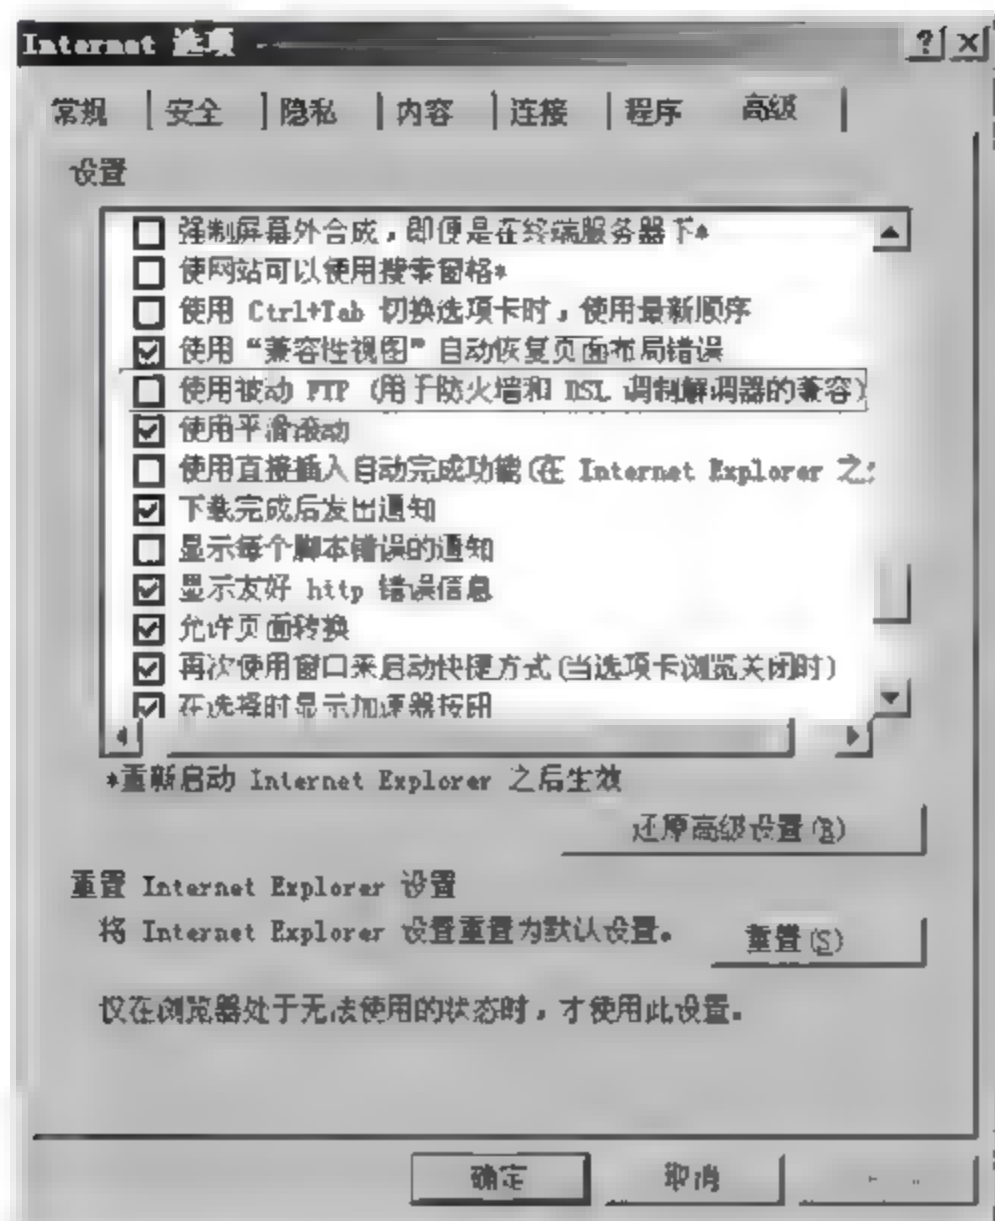 Internet 选项
常规 安全 隐私 内容 连接 程序 高级
设置
强制屏幕外合成，即便是在终端服务器下*
使网站可以使用搜索窗格*
使用 Ctrl+Tab 切换选项卡时，使用最新顺序
使用“兼容性视图”自动恢复页面布局错误
使用被动 FTP (用于防火墙和 DSL 调制解调器的兼容)
使用平滑滚动
使用直接插入自动完成功能(在 Internet Explorer 之
下载完成后发出通知
显示每个脚本错误的通知
显示友好 http 错误信息
允许页面转换
再次使用窗口来启动快捷方式(当选项卡浏览关闭时)
在选择时显示加速器按钮
*重新启动 Internet Explorer 之后生效
还原高级设置(R)
重置 Internet Explorer 设置
将 Internet Explorer 设置重置为默认设置。
重置(S)
仅在浏览器处于无法使用的状态时，才使用此设置。
确定 取消